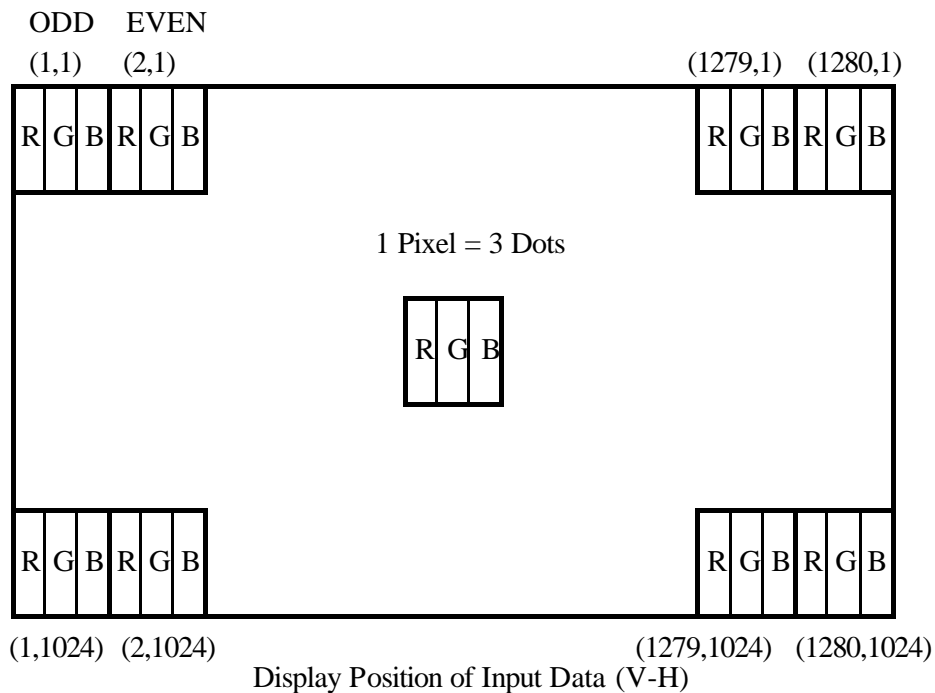 ODD EVEN
(1,1) (2,1) (1279,1) (1280,1)
R G B R G B R G B R G B
1 Pixel = 3 Dots
R G B
R G B R G B R G B R G B
(1,1024) (2,1024) (1279,1024) (1280,1024)
Display Position of Input Data (V-H)